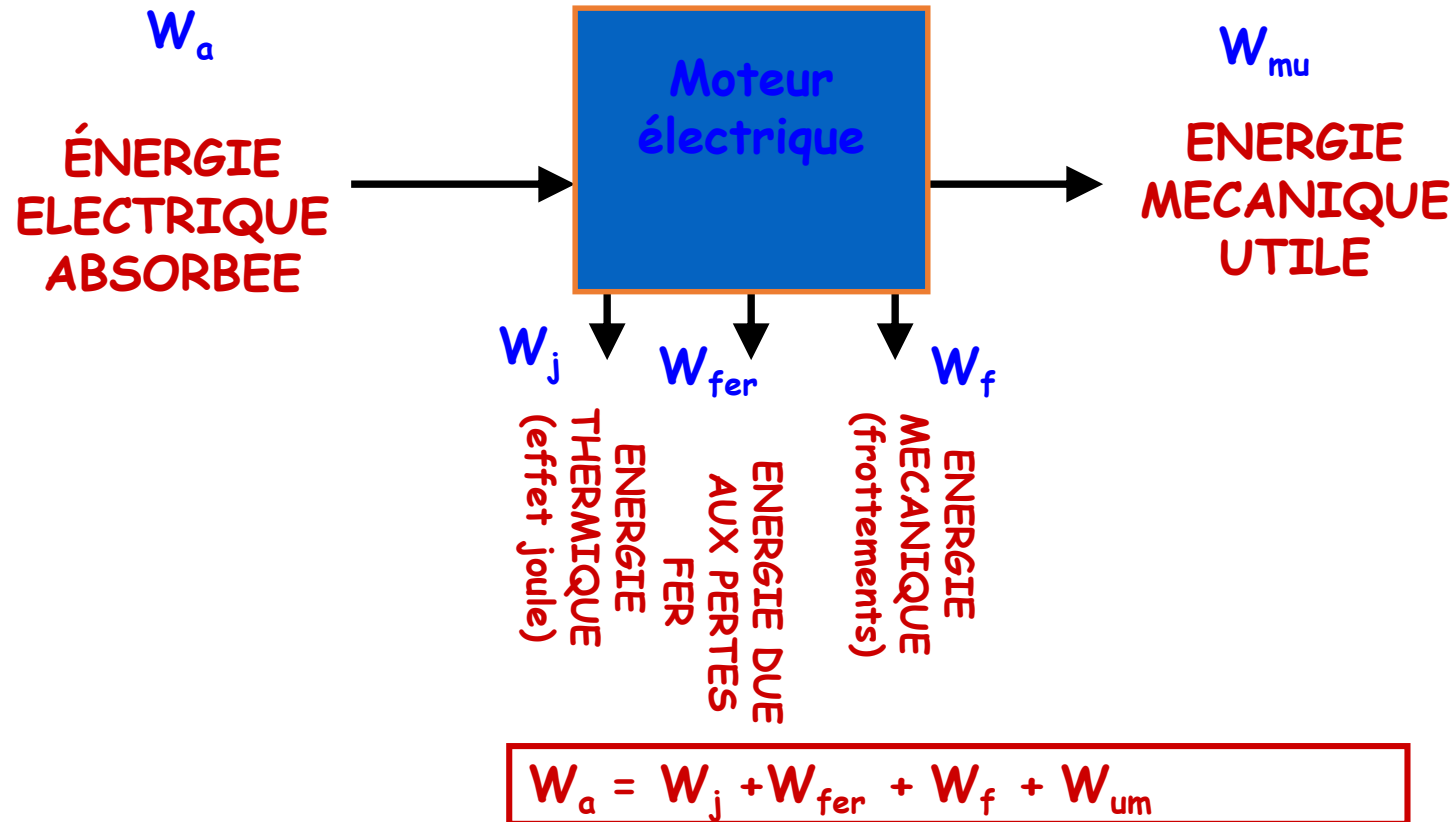 Wa
ÉNERGIE
ELECTRIQUE
ABSORBEE
Moteur
électrique
Wmu
ENERGIE
MECANIQUE
UTILE
Wj
ENERGIE
THERMIQUE
(effet joule)
Wfer
ENERGIE DUE
AUX PERTES
FER
Wf
ENERGIE
MECANIQUE
(frottements)
Wa = Wj +Wfer + Wf + Wum